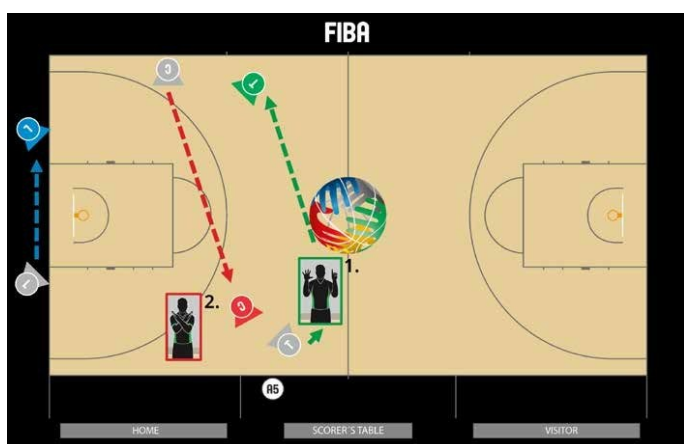 FIBA
C
T
L
1.
L
2.
C
T
A5
HOME
SCORER´S TABLE
VISITOR